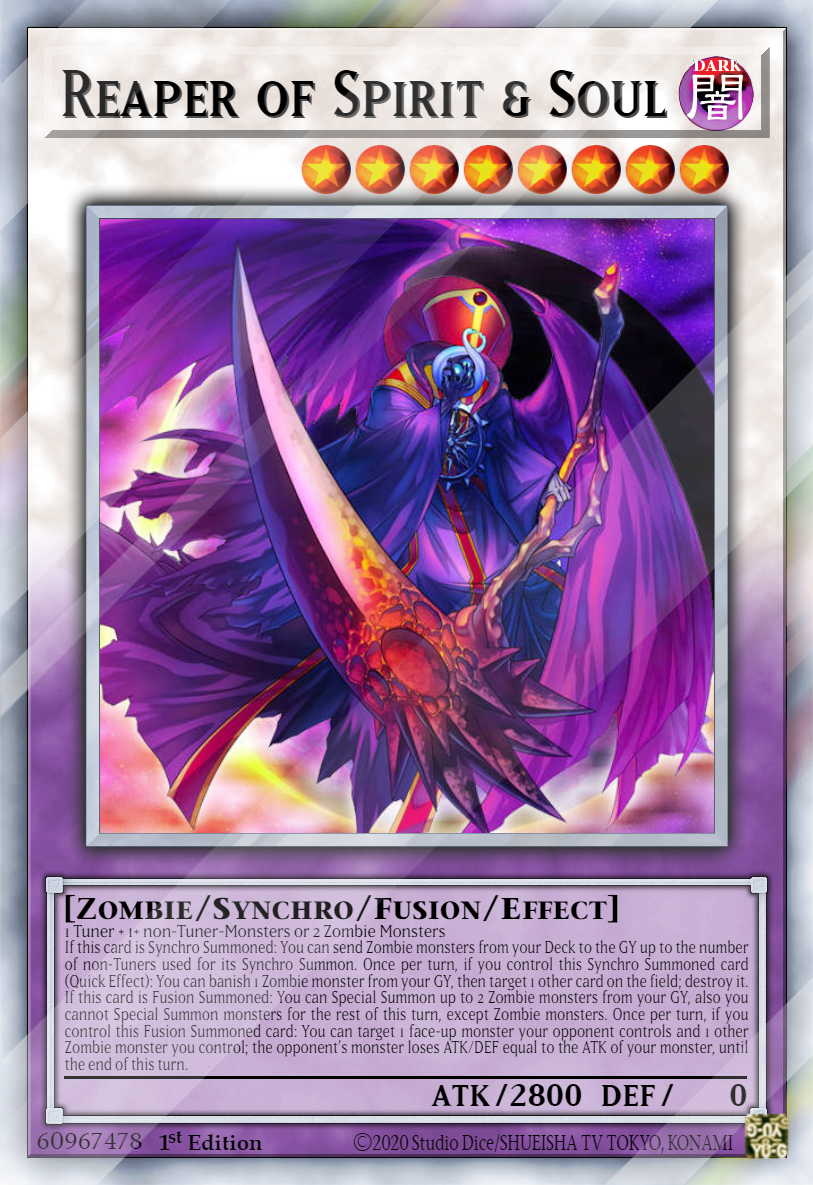 Reaper of Spirit & Soul
DARK
闇
[Zombie/Synchro/Fusion/Effect]
1 Tuner + 1+ non-Tuner-Monsters or 2 Zombie Monsters
If this card is Synchro Summoned: You can send Zombie monsters from your Deck to the GY up to the number
of non-Tuners used for its Synchro Summon. Once per turn, if you control this Synchro Summoned card
(Quick Effect): You can banish 1 Zombie monster from your GY, then target 1 other card on the field; destroy it.
If this card is Fusion Summoned: You can Special Summon up to 2 Zombie monsters from your GY, also you
cannot Special Summon monsters for the rest of this turn, except Zombie monsters. Once per turn, if you
control this Fusion Summoned card: You can target 1 face-up monster your opponent controls and 1 other
Zombie monster you control; the opponent's monster loses ATK/DEF equal to the ATK of your monster, until
the end of this turn.
ATK/2800 DEF/ 0
60967478 1st Edition ©2020 Studio Dice/SHUEISHA TV TOKYO, KONAMI